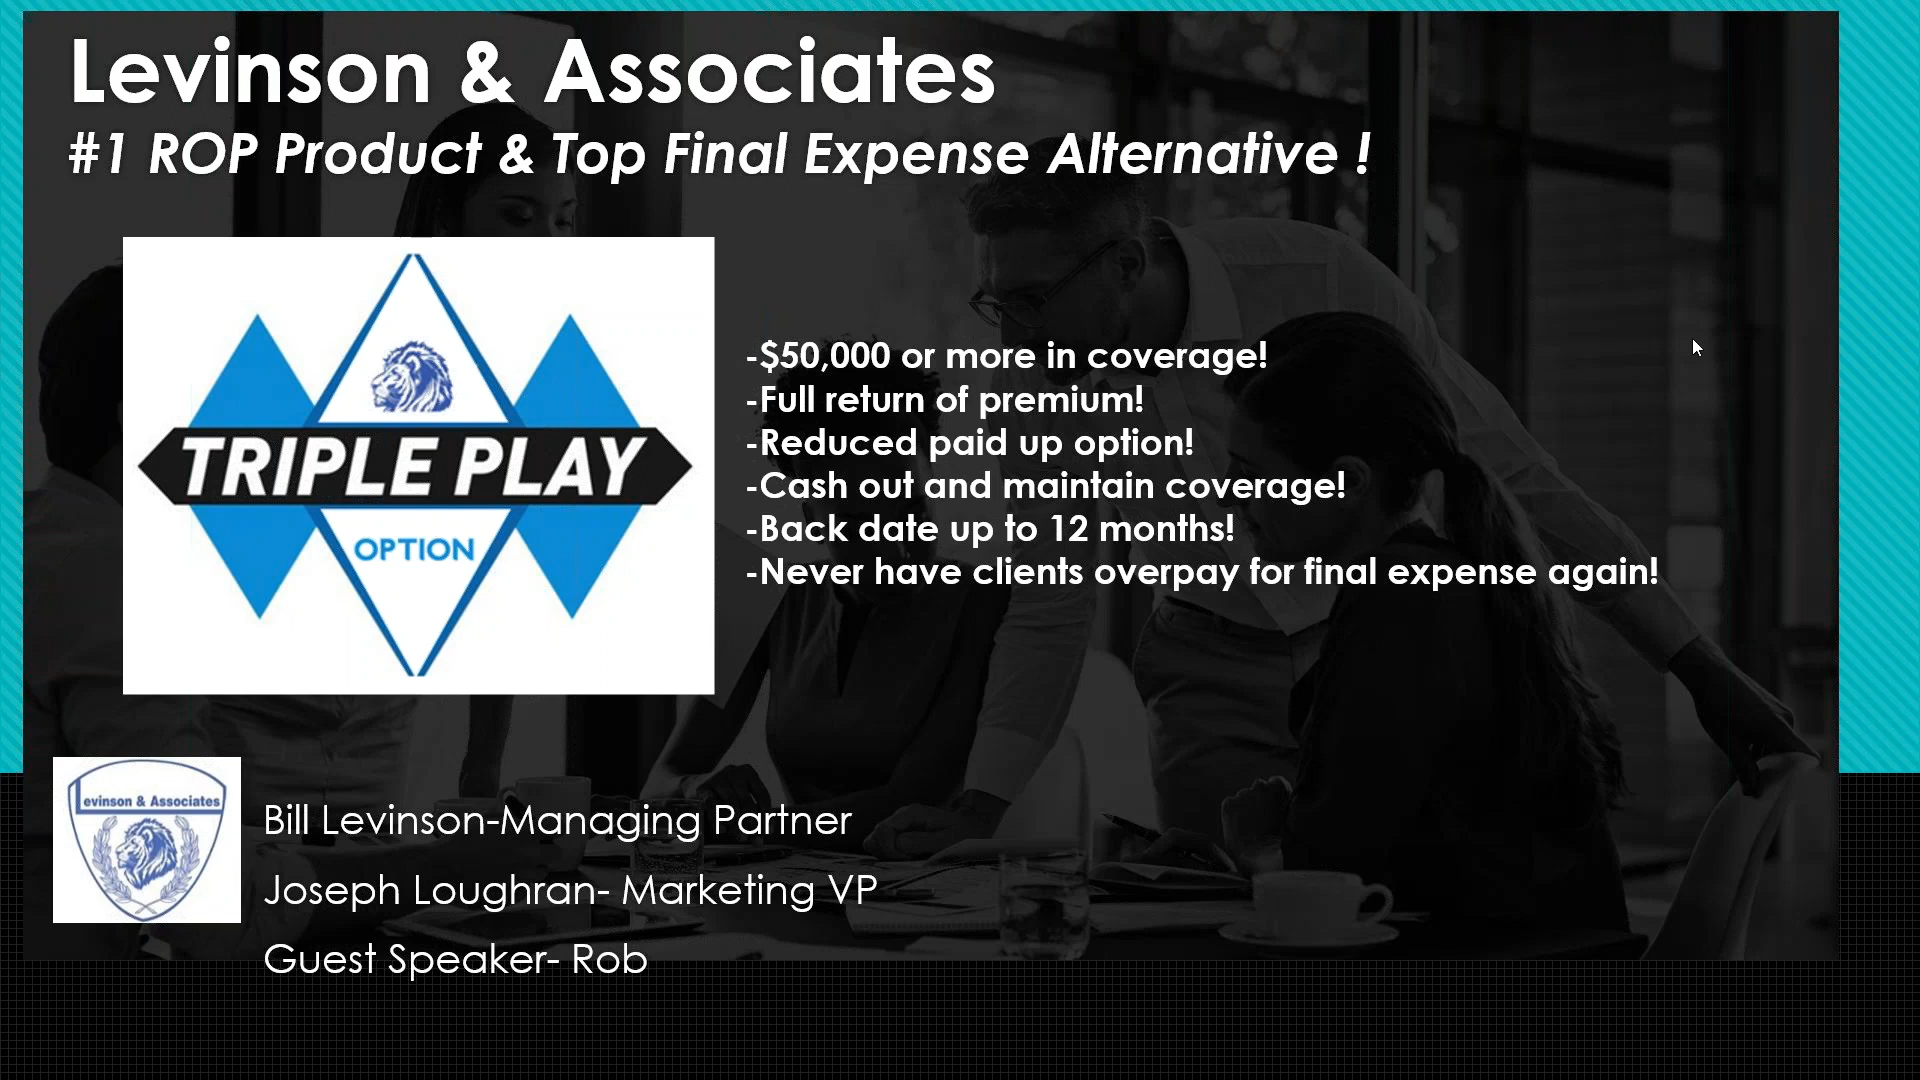 Levinson & Associates
#1 ROP Product & Top Final Expense Alternative !
TRIPLE PLAY
OPTION
-$50,000 or more in coverage!
-Full return of premium!
-Reduced paid up option!
-Cash out and maintain coverage!
-Back date up to 12 months!
-Never have clients overpay for final expense again!
Levinson & Associates
Bill Levinson-Managing Partner
Joseph Loughran- Marketing VP
Guest Speaker- Rob